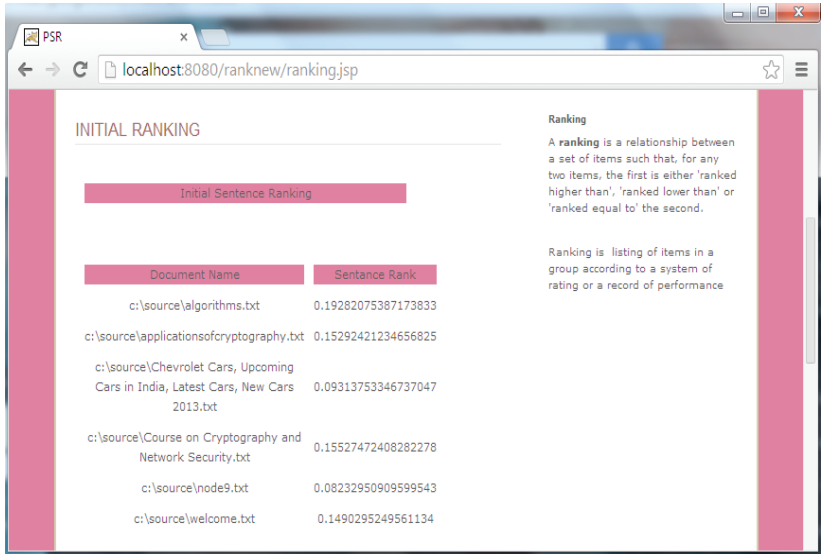 PSR
localhost:8080/ranknew/ranking.jsp
INITIAL RANKING
Initial Sentence Ranking
Document Name Sentance Rank
c:\source\algorithms.txt 0.19282075387173833
c:\source\applicationsofcryptography.txt 0.15292421234656825
c:\source\Chevrolet Cars, Upcoming
Cars in India, Latest Cars, New Cars
2013.txt
0.09313753346737047
c:\source\Course on Cryptography and
Network Security.txt
0.15527472408282278
c:\source\node9.txt 0.08232950909599543
c:\source\welcome.txt 0.1490295249561134
Ranking
A ranking is a relationship between
a set of items such that, for any
two items, the first is either 'ranked
higher than', 'ranked lower than' or
'ranked equal to' the second.
Ranking is listing of items in a
group according to a system of
rating or a record of performance